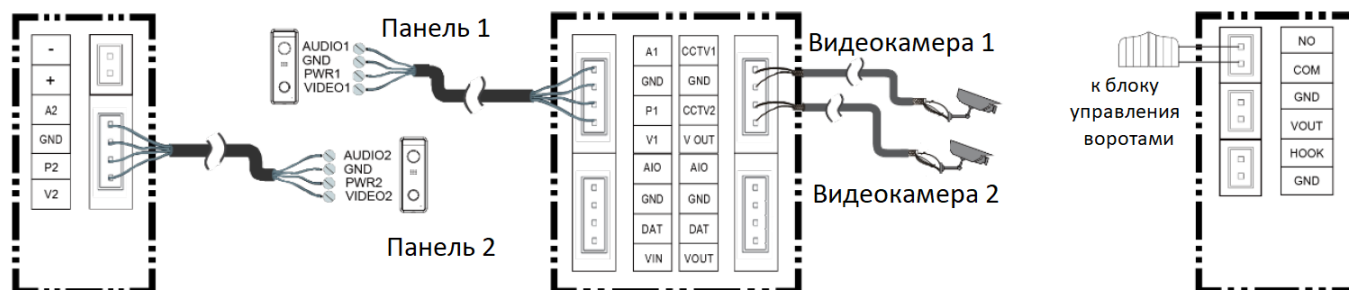 -
+
A2
GND
P2
V2
Панель 1
AUDIO1
GND
PWR1
VIDEO1
AUDIO2
GND
PWR2
VIDEO2
Панель 2
A1 CCTV1
GND GND
P1 CCTV2
V1 V OUT
AIO AIO
GND GND
DAT DAT
VIN VOUT
Видеокамера 1
Видеокамера 2
к блоку
управления
воротами
NO
COM
GND
VOUT
HOOK
GND